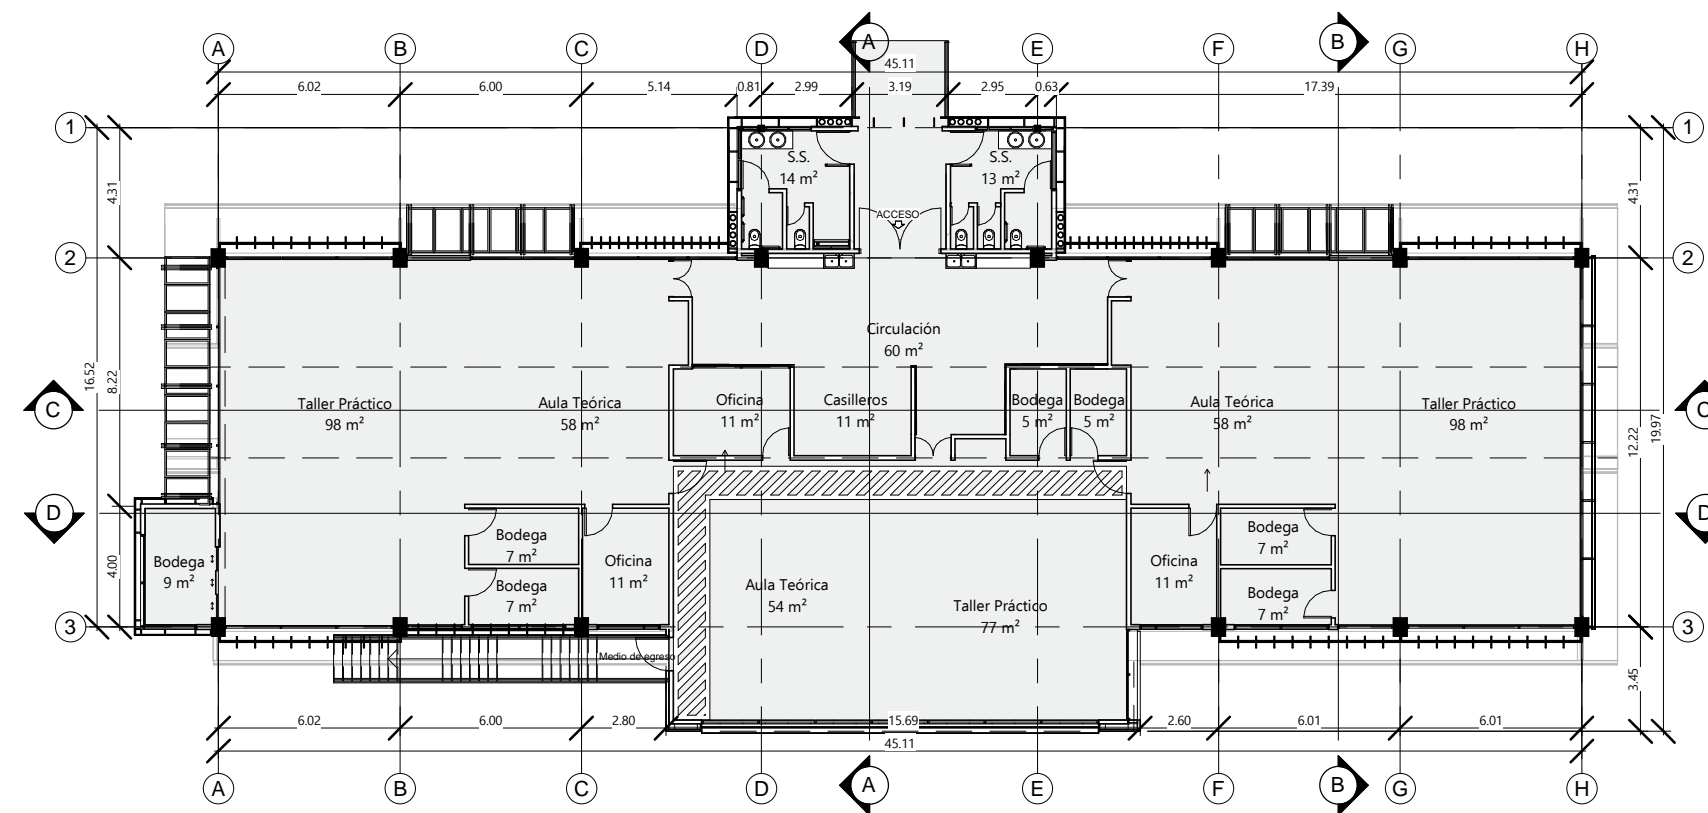 A B C D A E F B G H
45.11
6.02 6.00 5.14 0.81 2.99 3.19 2.95 0.63 17.39
1 1
S.S.
14 m²
S.S.
13 m²
4.31 4.31
ACCESO
2 2
Circulación
60 m²
16.52
8.22
C C
Taller Práctico
98 m²
Aula Teórica
58 m²
Oficina
11 m²
Casilleros
11 m²
Bodega
5 m²
Bodega
5 m²
Aula Teórica
58 m²
Taller Práctico
98 m²
12.22
19.97
D D
Bodega
9 m²
4.00
Bodega
7 m²
Bodega
7 m²
Oficina
11 m²
Aula Teórica
54 m²
Taller Práctico
77 m²
Oficina
11 m²
Bodega
7 m²
Bodega
7 m²
3 3
Medio de egreso
3.45
6.02 6.00 2.80 15.69 2.60 6.01 6.01
45.11
A B C D A E F B G H